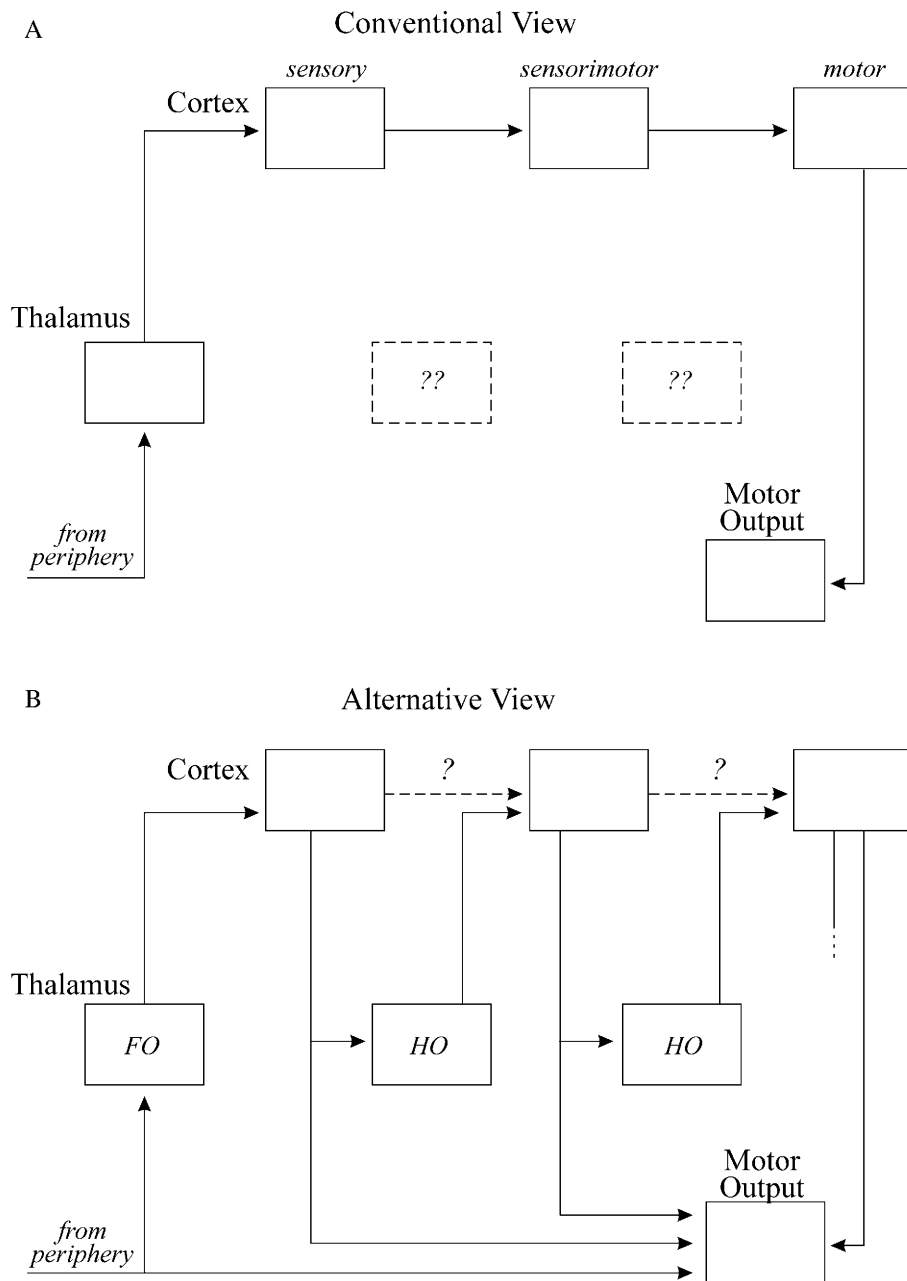 A
Conventional View
sensory
sensorimotor
motor
Cortex
Thalamus
??
??
Motor
Output
from
periphery
B
Alternative View
Cortex
?
?
Thalamus
FO
HO
HO
Motor
Output
from
periphery